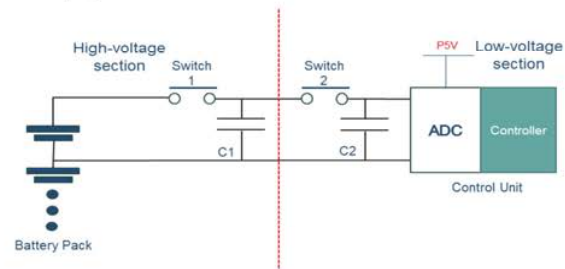 High-voltage
section
Switch
1
Switch
2
P5V
Low-voltage
section
C1
C2
ADC
Controller
Control Unit
Battery Pack